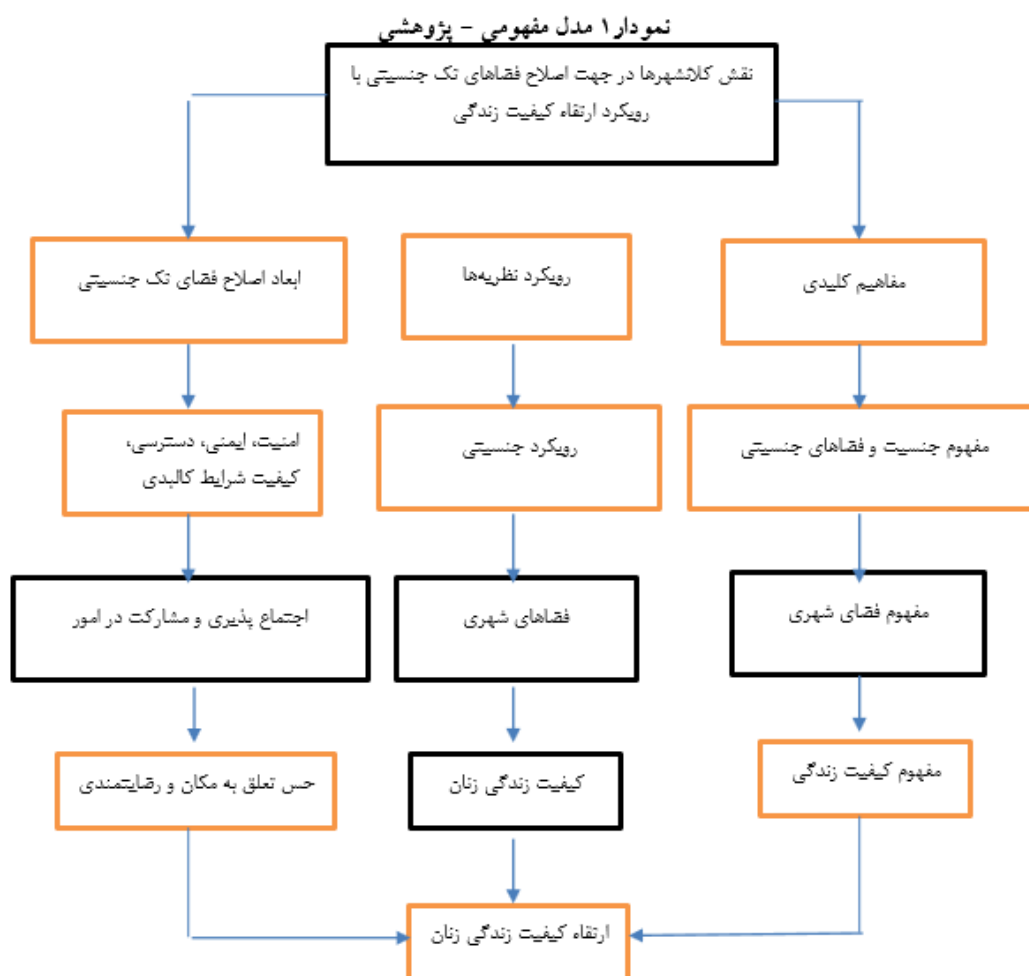 نمودار۱ مدل مفهومی - پژوهشی
نقش کلانشهرها در جهت اصلاح فضاهای تک جنسیتی با
رویکرد ارتقاء کیفیت زندگی
مفاهیم کلیدی
رویکرد نظریه‌ها
ابعاد اصلاح فضای تک جنسیتی
مفهوم جنسیت و فضاهای جنسیتی
رویکرد جنسیتی
امنیت، ایمنی، دسترسی،
کیفیت شرایط کالبدی
مفهوم فضای شهری
فضاهای شهری
اجتماع پذیری و مشارکت در امور
مفهوم کیفیت زندگی
کیفیت زندگی زنان
حس تعلق به مکان و رضایتمندی
ارتقاء کیفیت زندگی زنان